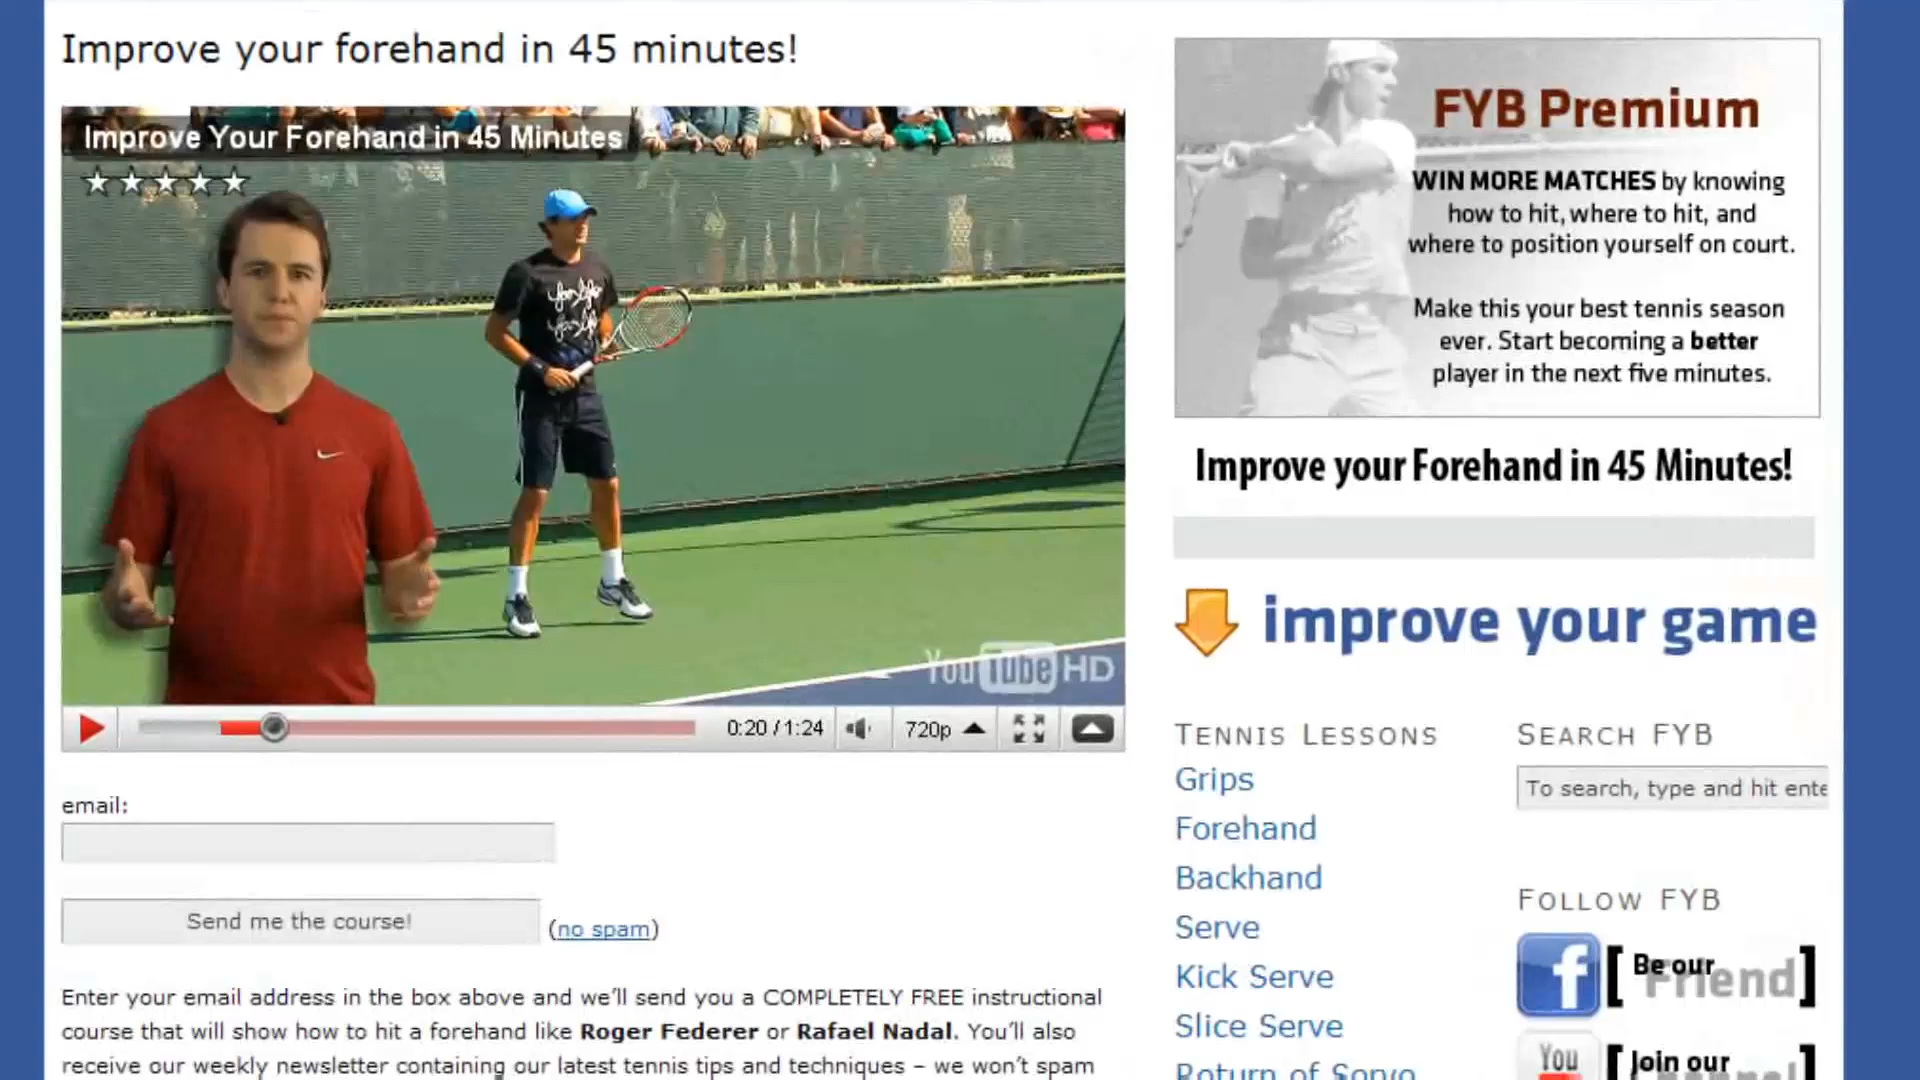 Improve your forehand in 45 minutes!
Improve Your Forehand in 45 Minutes
YouTube HD
0:20 / 1:24
720p
email:
Send me the course!
(no spam)
Enter your email address in the box above and we'll send you a COMPLETELY FREE instructional
course that will show how to hit a forehand like Roger Federer or Rafael Nadal. You'll also
receive our weekly newsletter containing our latest tennis tips and techniques – we won't spam
FYB Premium
WIN MORE MATCHES by knowing
how to hit, where to hit, and
where to position yourself on court.
Make this your best tennis season
ever. Start becoming a better
player in the next five minutes.
Improve your Forehand in 45 Minutes!
improve your game
TENNIS LESSONS
Grips
Forehand
Backhand
Serve
Kick Serve
Slice Serve
Return of Serve
SEARCH FYB
To search, type and hit ente
FOLLOW FYB
f [Be our Friend]
You [Join our